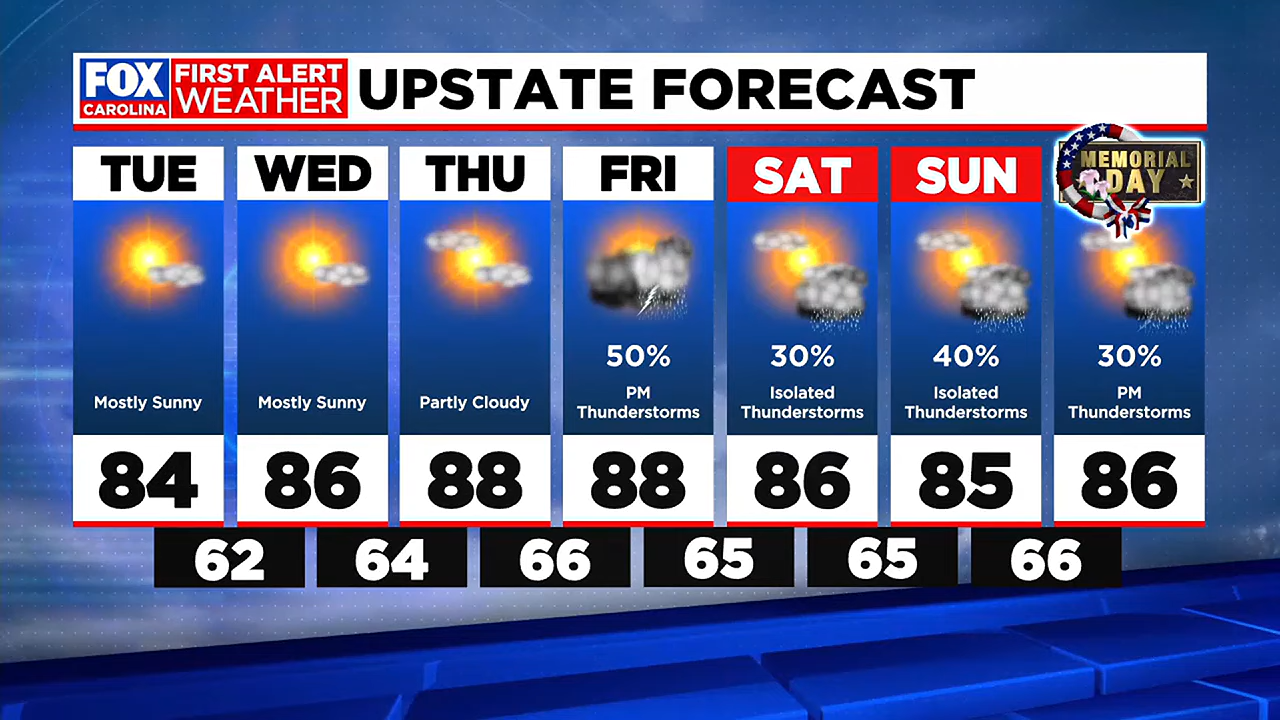 FOX
CAROLINA
FIRST ALERT
WEATHER
UPSTATE FORECAST
TUE
WED
THU
FRI
SAT
SUN
MEMORIAL
DAY
50%
30%
40%
30%
Mostly Sunny
Mostly Sunny
Partly Cloudy
PM
Thunderstorms
Isolated
Thunderstorms
Isolated
Thunderstorms
PM
Thunderstorms
84
86
88
88
86
85
86
62
64
66
65
65
66